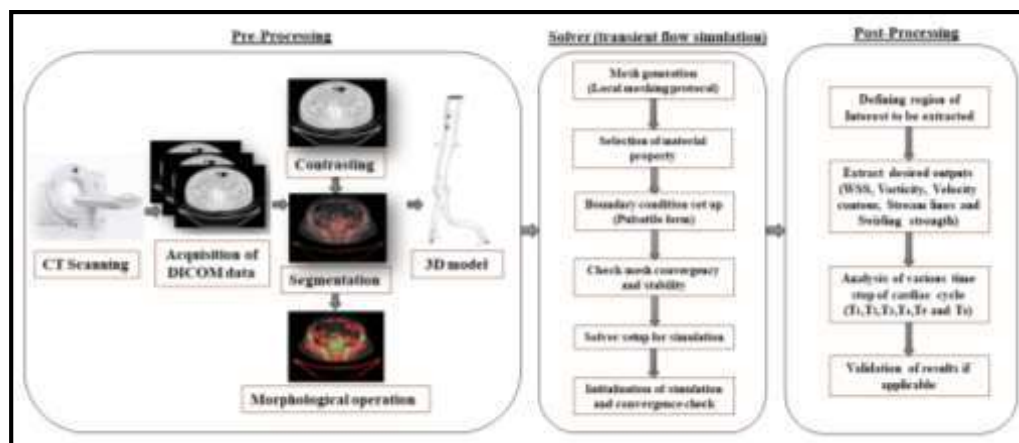 Pre-Processing
CT Scanning
Acquisition of
DICOM data
Contrasting
Segmentation
Morphological operation
3D model
Solver (transient flow simulation)
Mesh generation
(Local meshing protocol)
Selection of material
property
Boundary condition set up
(Pulsatile form)
Check mesh convergency
and stability
Solver setup for simulation
Initialisation of simulation
and convergence check
Post-Processing
Defining region of
Interest to be extracted
Extract desired outputs
(WSS, Vorticity, Velocity
contour, Stream lines and
Swirling strength)
Analysis of various time
step of cardiac cycle
Validation of results if
applicable